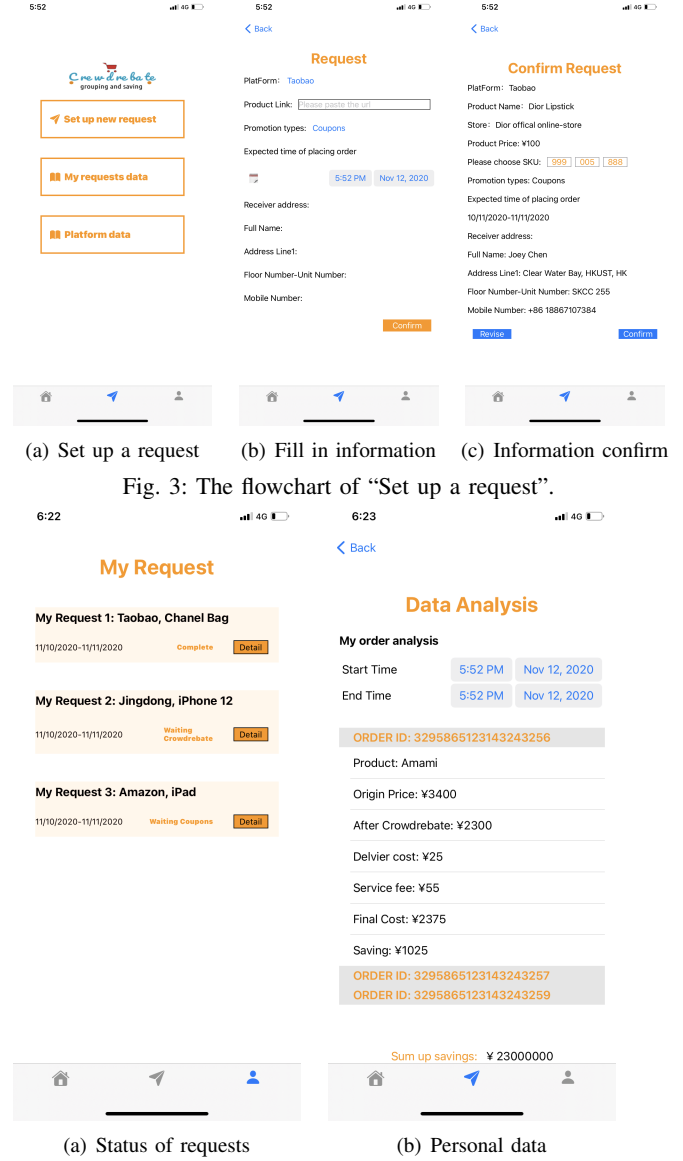 5:52
4G
Crewdrebate
grouping and saving
Set up new request
My requests data
Platform data
(a) Set up a request
5:52
4G
Back
Request
PlatForm: Taobao
Product Link: Please paste the url
Promotion types: Coupons
Expected time of placing order
5:52 PM Nov 12, 2020
Receiver address:
Full Name:
Address Line1:
Floor Number-Unit Number:
Mobile Number:
Confirm
(b) Fill in information
5:52
4G
Back
Confirm Request
PlatForm: Taobao
Product Name: Dior Lipstick
Store: Dior offical online-store
Product Price: ¥100
Please choose SKU: 999 005 888
Promotion types: Coupons
Expected time of placing order
10/11/2020-11/11/2020
Receiver address:
Full Name: Joey Chen
Address Line1: Clear Water Bay, HKUST, HK
Floor Number-Unit Number: SKCC 255
Mobile Number: +86 18867107384
Revise Confirm
(c) Information confirm
Fig. 3: The flowchart of “Set up a request”.
6:22
4G
My Request
My Request 1: Taobao, Chanel Bag
11/10/2020-11/11/2020 Complete Detail
My Request 2: Jingdong, iPhone 12
11/10/2020-11/11/2020 Waiting Crowdrebate Detail
My Request 3: Amazon, iPad
11/10/2020-11/11/2020 Waiting Coupons Detail
(a) Status of requests
6:23
4G
Back
Data Analysis
My order analysis
Start Time 5:52 PM Nov 12, 2020
End Time 5:52 PM Nov 12, 2020
ORDER ID: 3295865123143243256
Product: Amami
Origin Price: ¥3400
After Crowdrebate: ¥2300
Delvier cost: ¥25
Service fee: ¥55
Final Cost: ¥2375
Saving: ¥1025
ORDER ID: 3295865123143243257
ORDER ID: 3295865123143243259
Sum up savings: ¥ 23000000
(b) Personal data